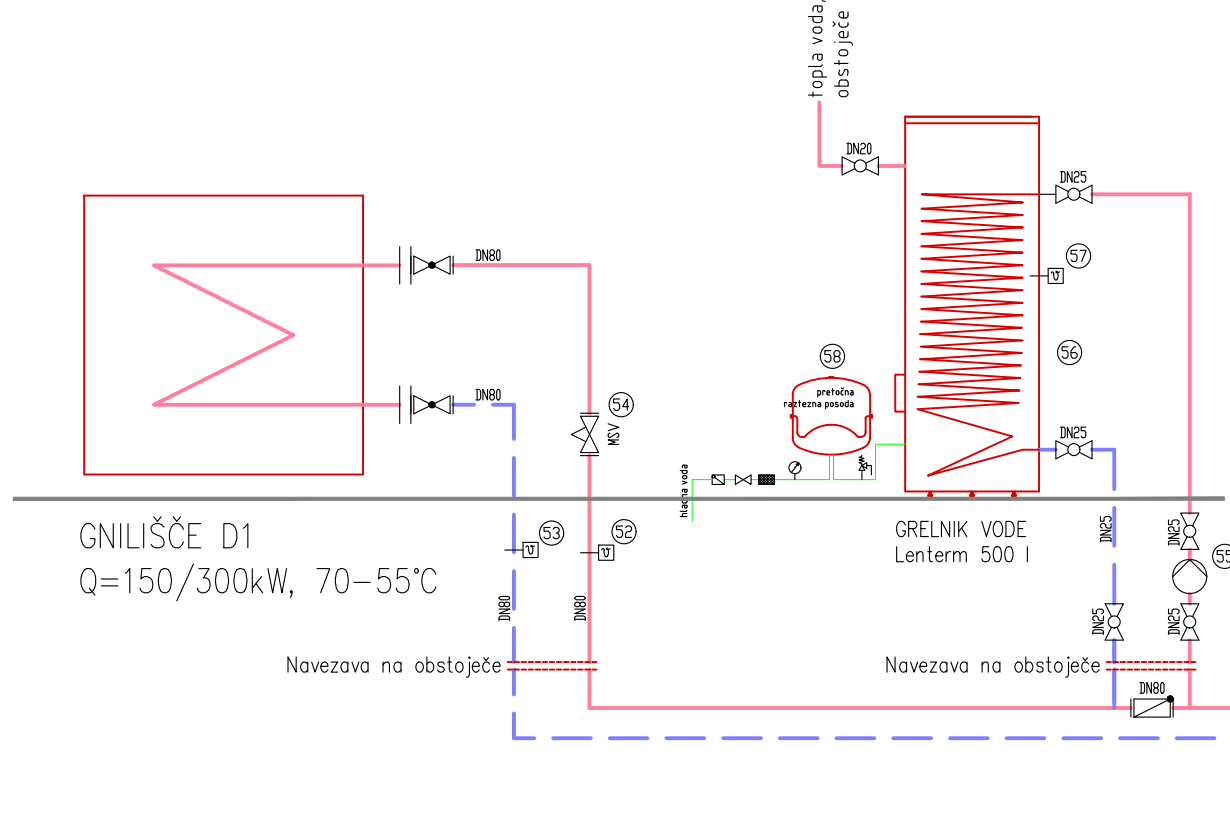 topla voda,
obstoječe
DN20
DN25
DN80
57
ϑ
56
58
pretočna
raztezna posoda
DN80
54
MSV
DN25
hladna voda
GNILIŠČE D1
Q=150/300kW, 70-55°C
53
ϑ
52
ϑ
GRELNIK VODE
Lenterm 500 l
DN25
DN25
55
DN80
DN80
DN25
DN25
Navezava na obstoječe
Navezava na obstoječe
DN80